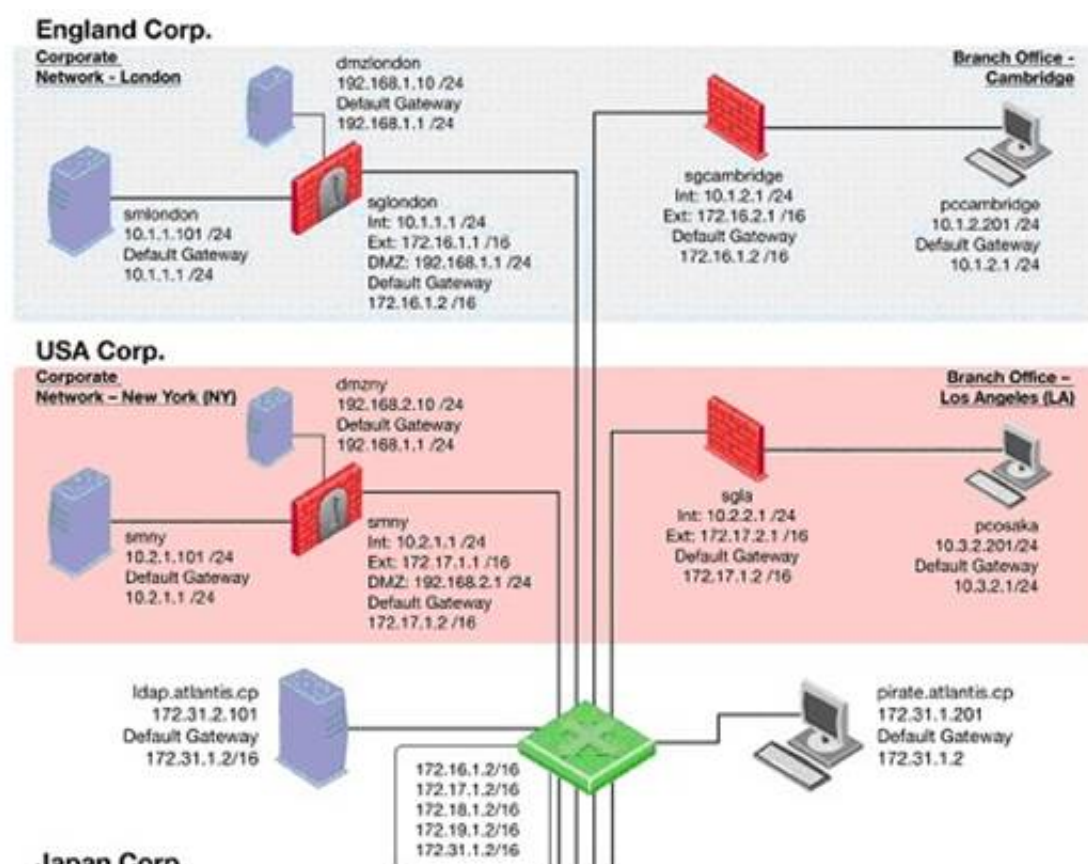 England Corp.
Corporate
Network - London
dmzlondon
192.168.1.10 /24
Default Gateway
192.168.1.1 /24
smlondon
10.1.1.101 /24
Default Gateway
10.1.1.1 /24
sglondon
Int: 10.1.1.1 /24
Ext: 172.16.1.1 /16
DMZ: 192.168.1.1 /24
Default Gateway
172.16.1.2 /16
Branch Office -
Cambridge
sgcambridge
Int: 10.1.2.1 /24
Ext: 172.16.2.1 /16
Default Gateway
172.16.1.2 /16
pccambridge
10.1.2.201 /24
Default Gateway
10.1.2.1 /24
USA Corp.
Corporate
Network – New York (NY)
dmzny
192.168.2.10 /24
Default Gateway
192.168.1.1 /24
smny
10.2.1.101 /24
Default Gateway
10.2.1.1 /24
smny
Int: 10.2.1.1 /24
Ext: 172.17.1.1 /16
DMZ: 192.168.2.1 /24
Default Gateway
172.17.1.2 /16
Branch Office –
Los Angeles (LA)
sgla
Int: 10.2.2.1 /24
Ext: 172.17.2.1 /16
Default Gateway
172.17.1.2 /16
pcosaka
10.3.2.201/24
Default Gateway
10.3.2.1/24
ldap.atlantis.cp
172.31.2.101
Default Gateway
172.31.1.2/16
pirate.atlantis.cp
172.31.1.201
Default Gateway
172.31.1.2
172.16.1.2/16
172.17.1.2/16
172.18.1.2/16
172.19.1.2/16
172.31.1.2/16
Japan Corp.